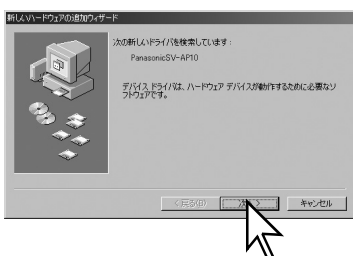 新しいハードウェアの追加ウィザード
次の新しいドライバを検索しています：
PanasonicSV-AP10
デバイス ドライバは、ハードウェア デバイスが動作するために必要なソ
フトウェアです。
< 戻る(B)
次へ >
キャンセル